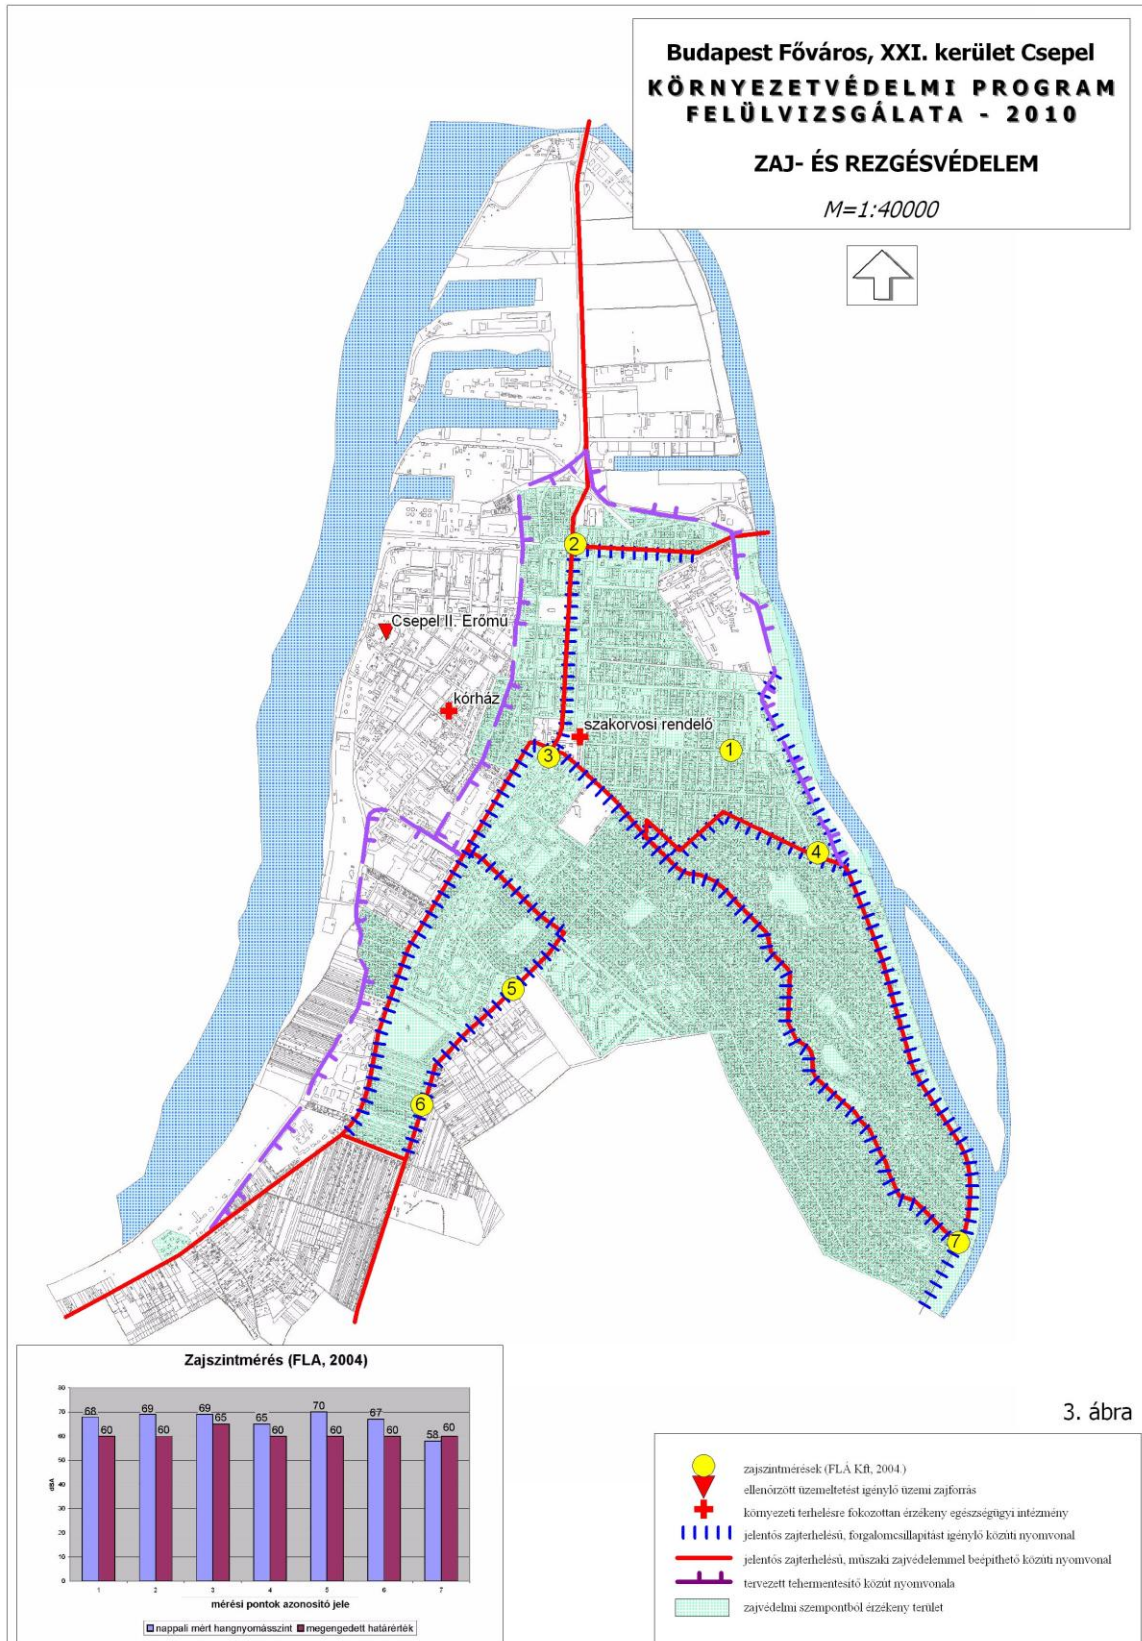 Budapest Főváros, XXI. kerület Csepel
KÖRNYEZETVÉDELMI PROGRAM
FELÜLVIZSGÁLATA - 2010
ZAJ- ÉS REZGÉSVÉDELEM
M=1:40000
2
Csepel II. Erőmű
kórház
szakorvosi rendelő
1
3
4
5
6
7
Zajszintmérés (FLA, 2004)
80
70
60
50
40
30
20
10
0
dBA
68
60
69
60
69
65
65
60
70
60
67
60
58
60
1
2
3
4
5
6
7
mérési pontok azonosító jele
nappali mért hangnyomásszint
megengedett határérték
3. ábra
zajszintmérések (FLÁ Kft, 2004.)
ellenőrzött üzemeltetést igénylő üzemi zajforrás
környezeti terhelésre fokozottan érzékeny egészségügyi intézmény
jelentős zajterhelésű, forgalomcsillapítást igénylő közúti nyomvonal
jelentős zajterhelésű, műszaki zajvédelemmel beépíthető közúti nyomvonal
tervezett tehermentesítő közút nyomvonala
zajvédelmi szempontból érzékeny terület